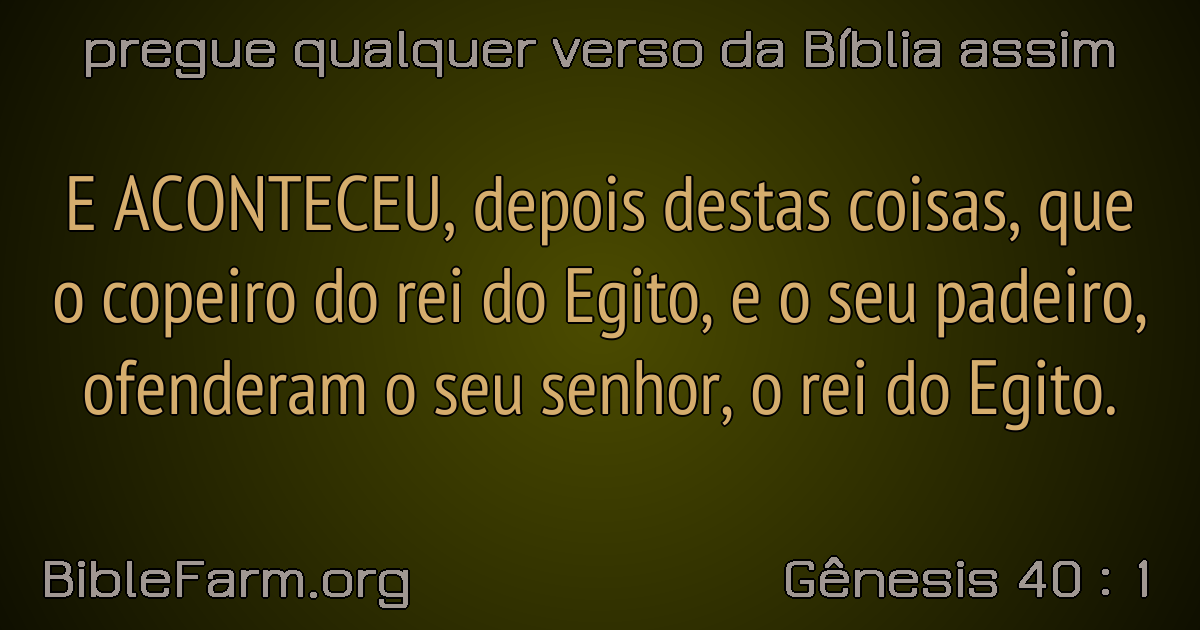 pregue qualquer verso da Bíblia assim
E ACONTECEU, depois destas coisas, que
o copeiro do rei do Egito, e o seu padeiro,
ofenderam o seu senhor, o rei do Egito.
BibleFarm.org
Gênesis 40 : 1